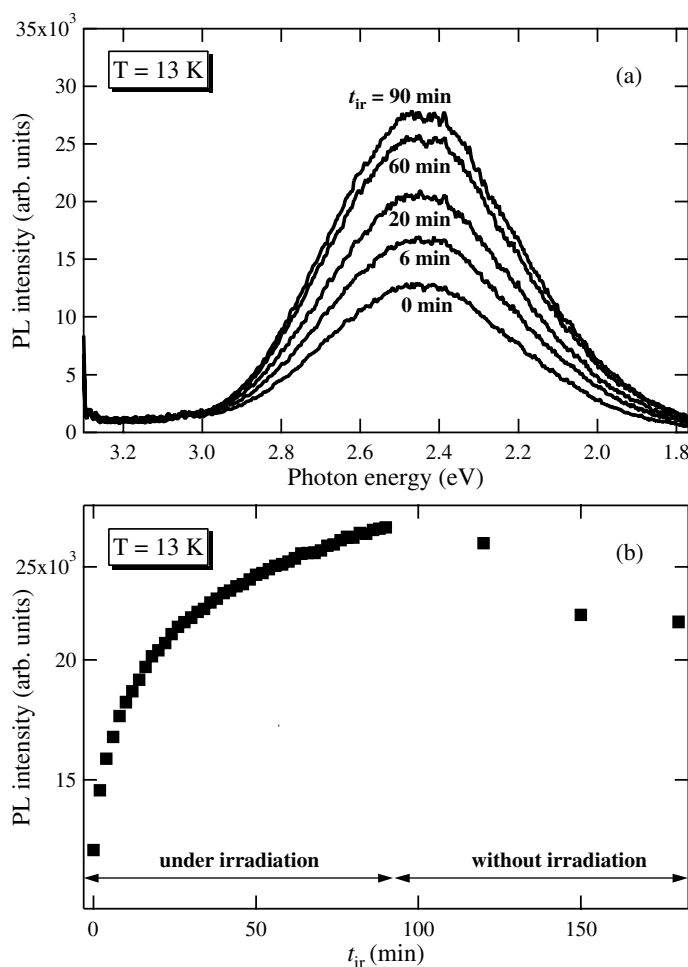 35x10³
T = 13 K
(a)
30
t_ir = 90 min
25
60 min
20
20 min
15
6 min
10
0 min
5
0
PL intensity (arb. units)
3.2 3.0 2.8 2.6 2.4 2.2 2.0 1.8
Photon energy (eV)
T = 13 K
(b)
25x10³
20
15
PL intensity (arb. units)
under irradiation without irradiation
0 50 100 150
t_ir (min)